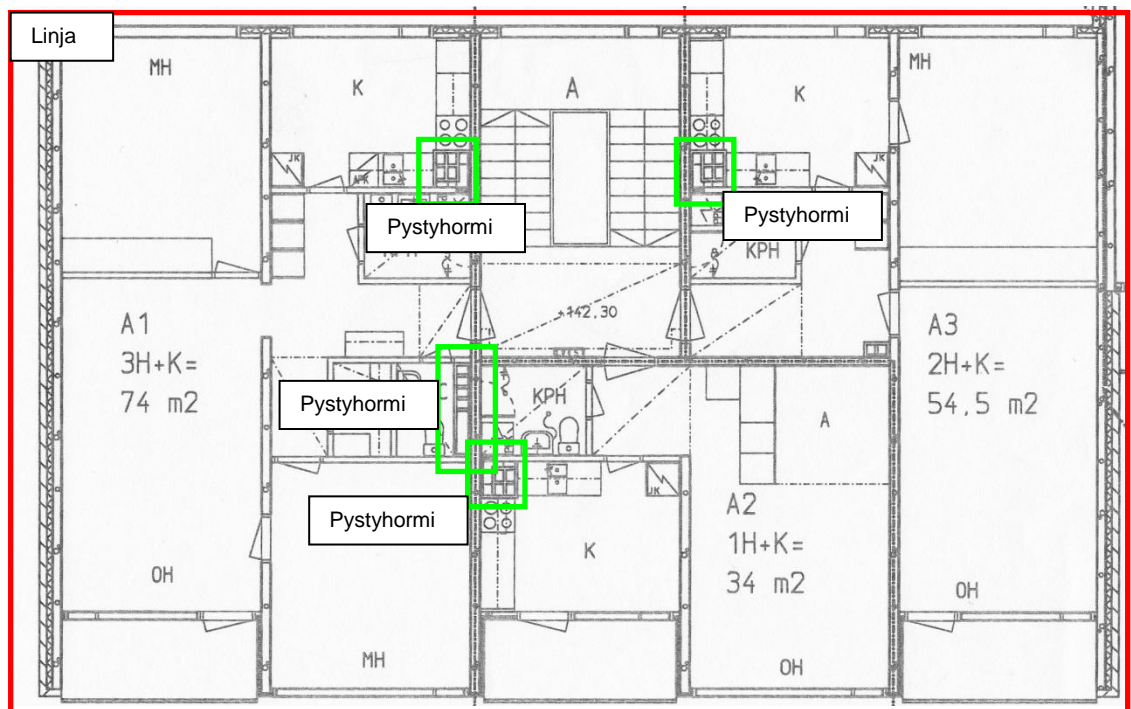 Linja
MH
K
A
K
MH
JK
APK
JK
Pystyhormi
Pystyhormi
KPH
+142.30
A1
3H+K=
74 m2
A3
2H+K=
54,5 m2
Pystyhormi
KPH
A
A2
1H+K=
34 m2
JK
Pystyhormi
K
OH
OH
MH
OH